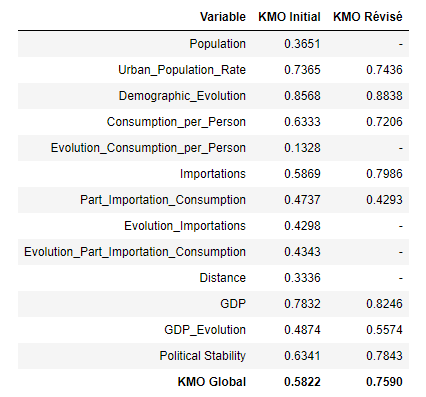 Variable KMO Initial KMO Révisé
Population 0.3651 -
Urban_Population_Rate 0.7365 0.7436
Demographic_Evolution 0.8568 0.8838
Consumption_per_Person 0.6333 0.7206
Evolution_Consumption_per_Person 0.1328 -
Importations 0.5869 0.7986
Part_Importation_Consumption 0.4737 0.4293
Evolution_Importations 0.4298 -
Evolution_Part_Importation_Consumption 0.4343 -
Distance 0.3336 -
GDP 0.7832 0.8246
GDP_Evolution 0.4874 0.5574
Political Stability 0.6341 0.7843
KMO Global 0.5822 0.7590